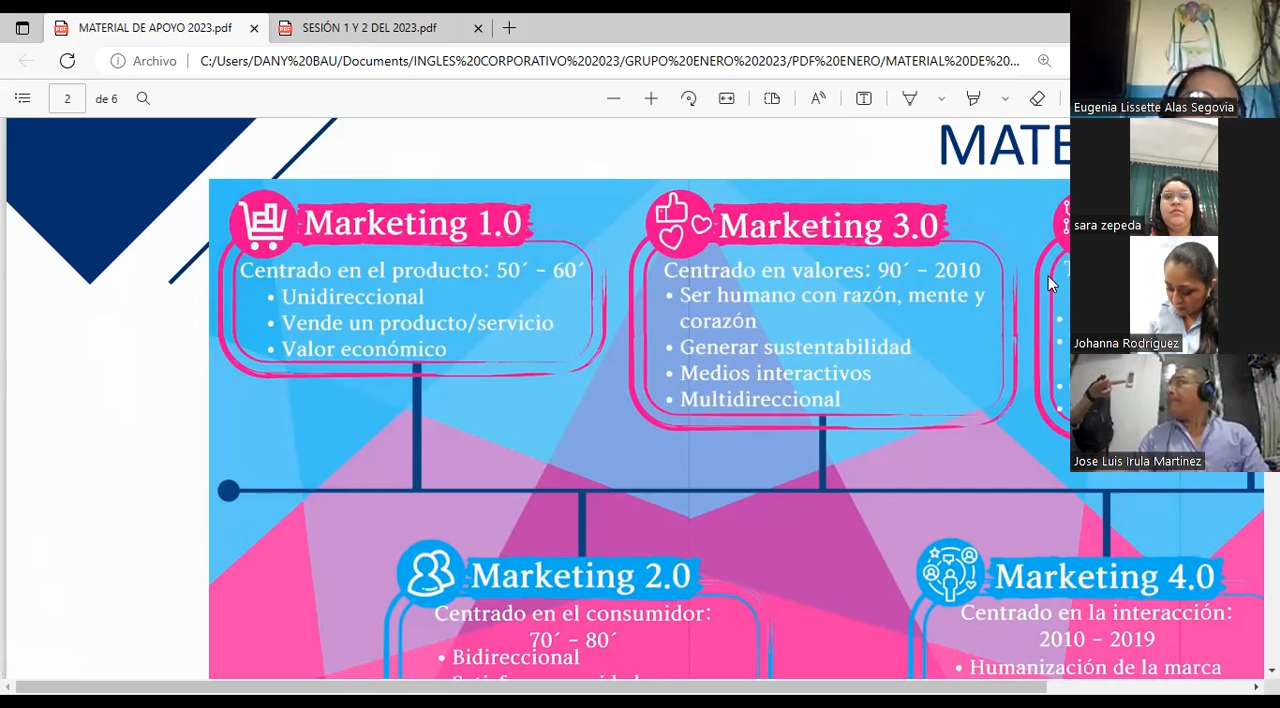 MATERIAL DE APOYO 2023.pdf
SESIÓN 1 Y 2 DEL 2023.pdf
Archivo
C:/Users/DANY%20BAU/Documents/INGLES%20CORPORATIVO%202023/GRUPO%20ENERO%202023/PDF%20ENERO/MATERIAL%20DE%20...
2
de 6
MATE
Marketing 1.0
Centrado en el producto: 50´ - 60´
• Unidireccional
• Vende un producto/servicio
• Valor económico
Marketing 3.0
Centrado en valores: 90´ - 2010
• Ser humano con razón, mente y
corazón
• Generar sustentabilidad
• Medios interactivos
• Multidireccional
Marketing 2.0
Centrado en el consumidor:
70´ - 80´
• Bidireccional
Marketing 4.0
Centrado en la interacción:
2010 - 2019
• Humanización de la marca
Eugenia Lissette Alas Segovia
sara zepeda
Johanna Rodriguez
Jose Luis Irula Martinez